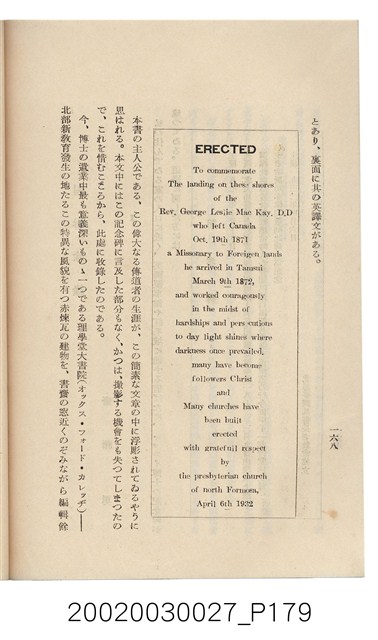 とあり、裏面に其の英譯文がある。
ERECTED
To commemorate
The landing on these shores
of the
Rev. George Leslie Mac Kay. D.D
who left Canada
Oct. 19th 1871
a Missonary to Foreigen lands
he arrived in Tansui
March 9th 1872,
and worked couragously
in the midst of
hardships and persecutions
to day light shines where
darkness once prevailed,
many have become
followers Christ
and
Many churches have
been built
erected
with gratefull respect
by
the presbyterian church
of north Formora,
April 6th 1932
一六八
本書の主人公である、この偉大なる傳道者の生涯が、この簡素な文章の中に浮彫されてゐるやうに
思はれる。本文中にはこの記念碑に言及した部分もなく、かつは、撮影する機會をも失つてしまつたの
で、これを惜むこころから、此處に收錄したのである。
今、博士の遺業中最も意義深いものゝ一つである理學堂大書院(オックス・フォード・カレッヂ)――
北部新教育發生の地たるこの特異な風貌を有つ赤煉瓦の建物を、書齋の窓近くのぞみながら編輯餘
20020030027_P179